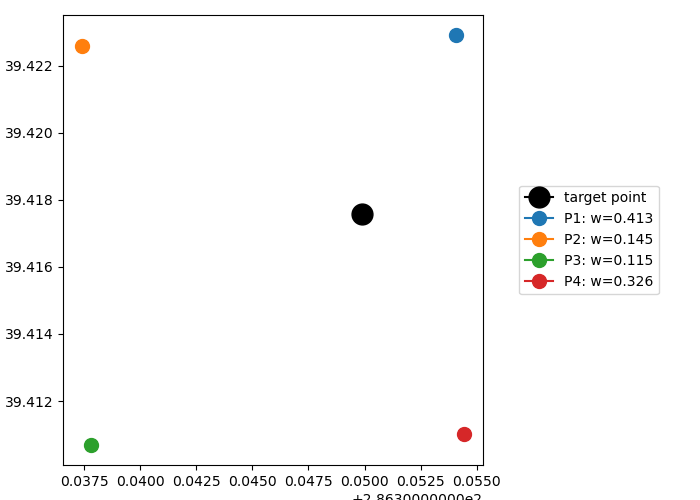 39.422
39.420
39.418
39.416
39.414
39.412
0.0375 0.0400 0.0425 0.0450 0.0475 0.0500 0.0525 0.0550
+2.8630000000e2
target point
P1: w=0.413
P2: w=0.145
P3: w=0.115
P4: w=0.326